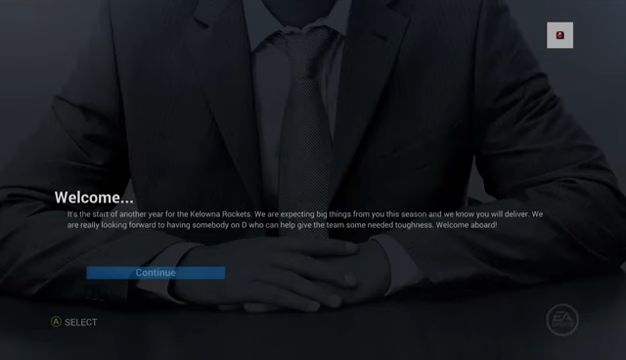 Welcome...
It's the start of another year for the Kelowna Rockets. We are expecting big things from you this season and we know you will deliver. We
are really looking forward to having somebody on D who can help give the team some needed toughness. Welcome aboard!
Continue
A SELECT
EA
SPORTS